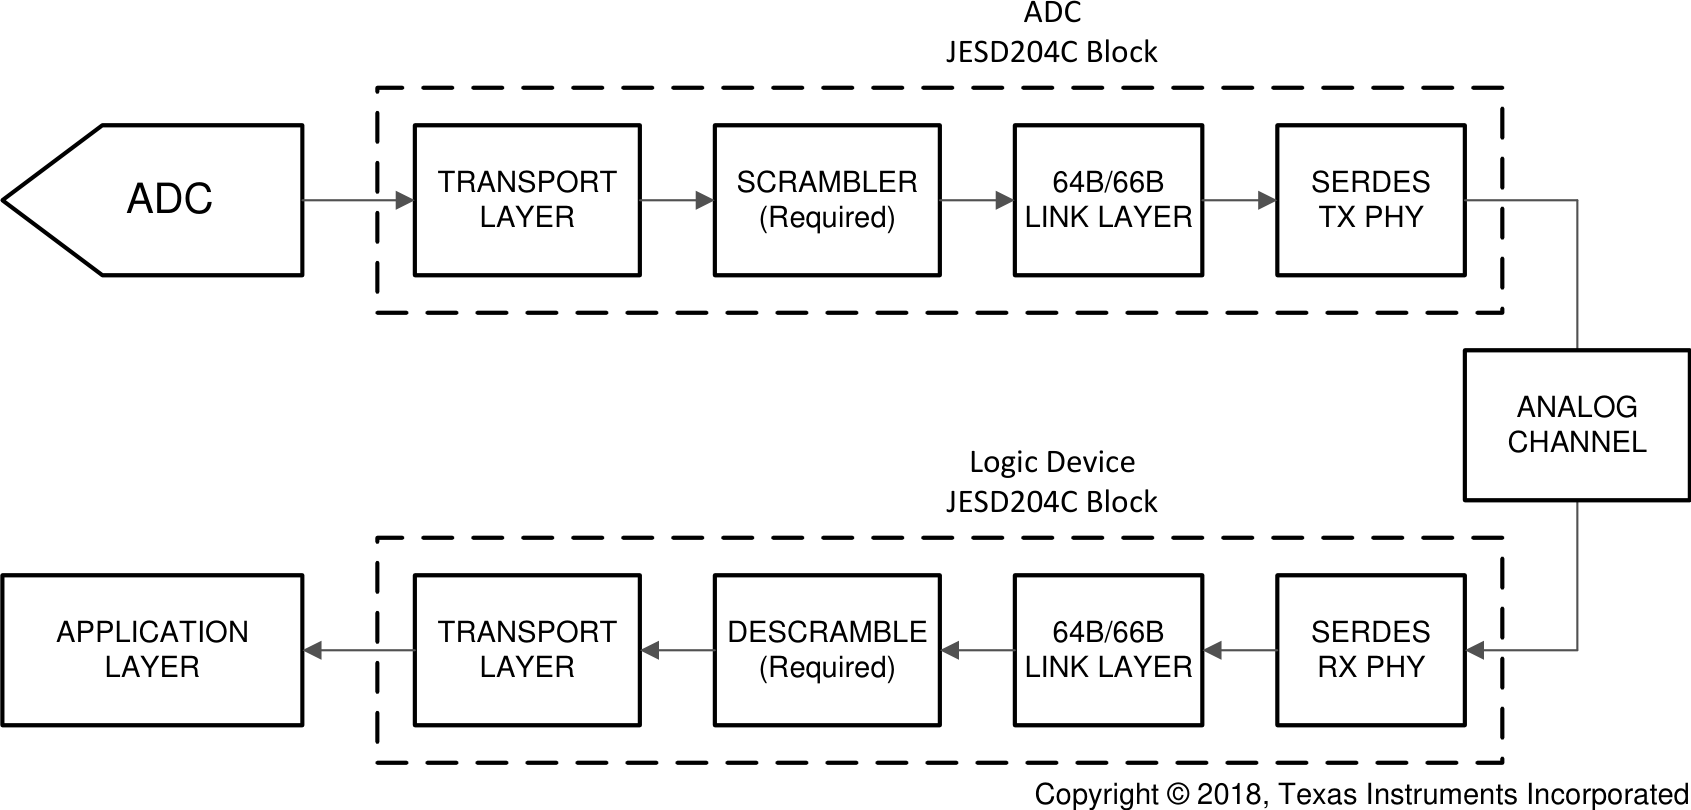 ADC
JESD204C Block
ADC
TRANSPORT
LAYER
SCRAMBLER
(Required)
64B/66B
LINK LAYER
SERDES
TX PHY
ANALOG
CHANNEL
Logic Device
JESD204C Block
APPLICATION
LAYER
TRANSPORT
LAYER
DESCRAMBLE
(Required)
64B/66B
LINK LAYER
SERDES
RX PHY
Copyright © 2018, Texas Instruments Incorporated